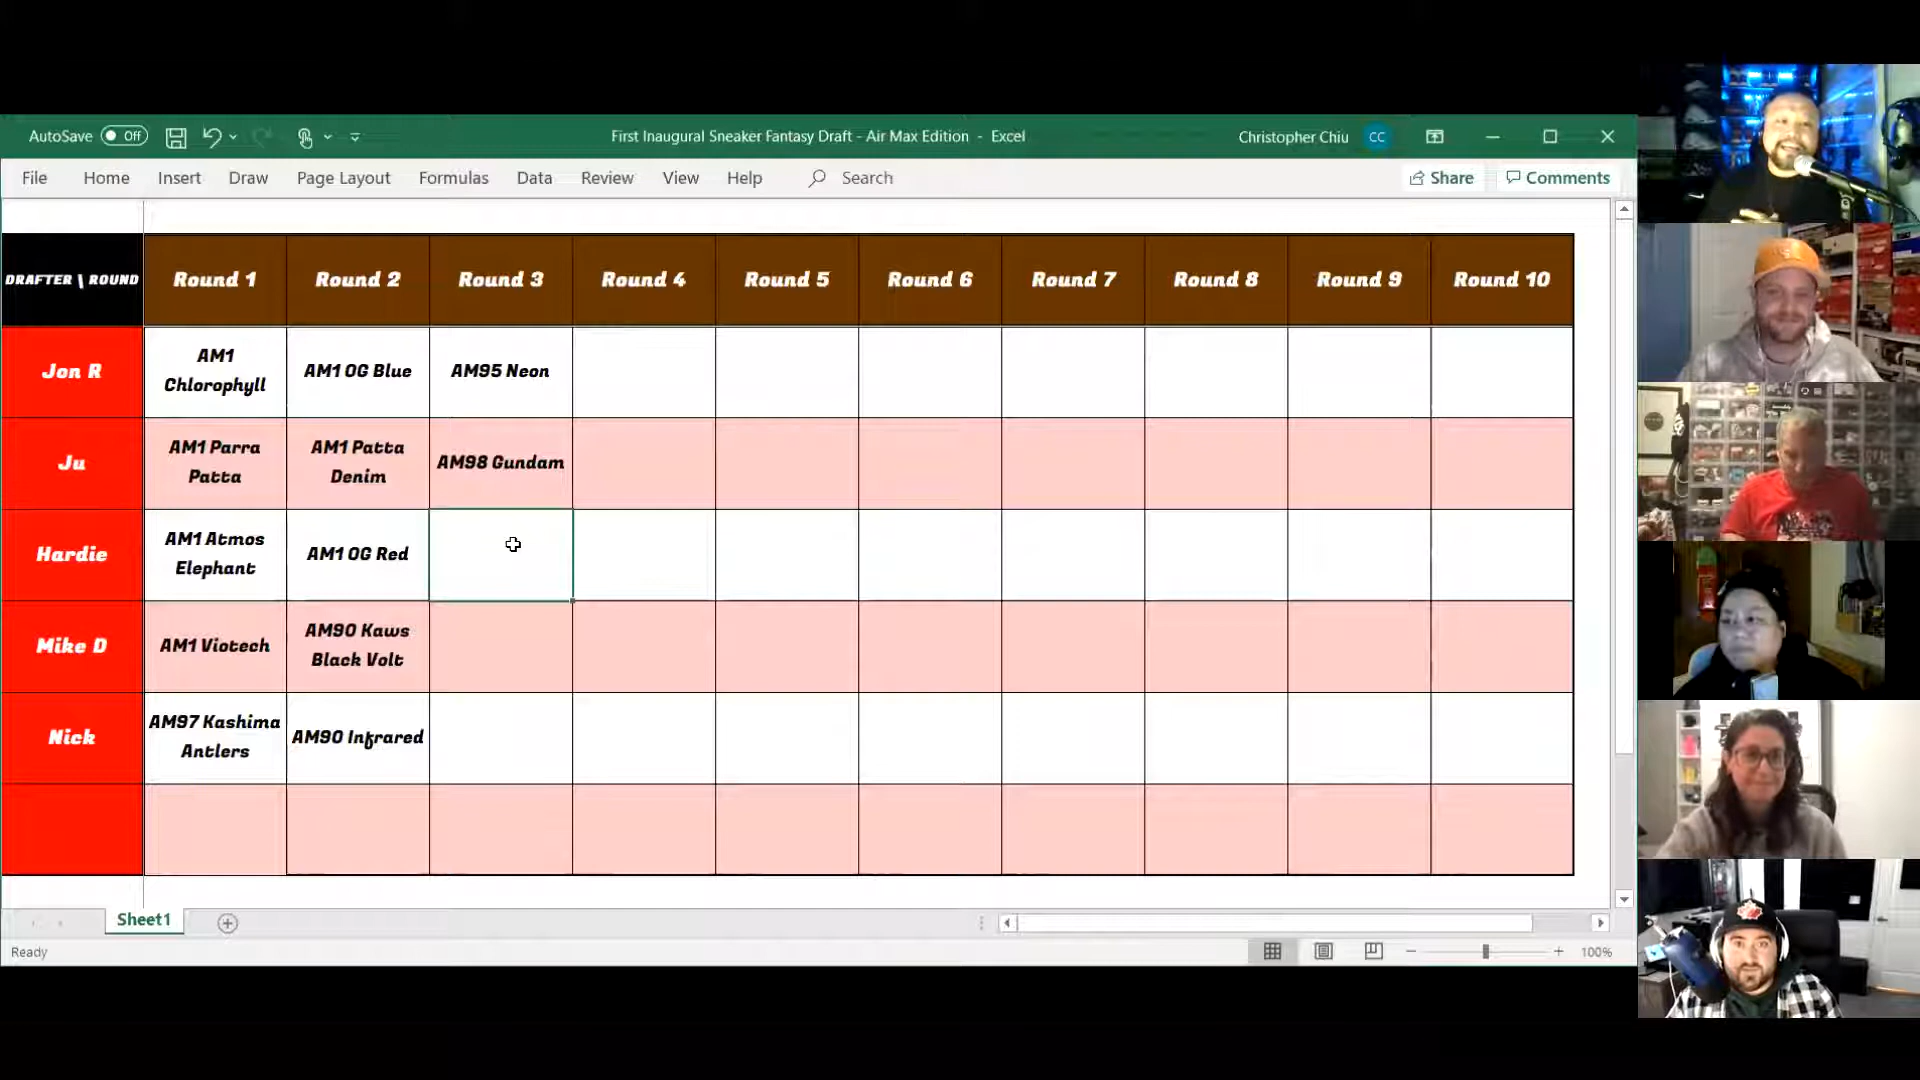 AutoSave Off First Inaugural Sneaker Fantasy Draft - Air Max Edition - Excel Christopher Chiu CC
File Home Insert Draw Page Layout Formulas Data Review View Help Search Share Comments
DRAFTER \ ROUND Round 1 Round 2 Round 3 Round 4 Round 5 Round 6 Round 7 Round 8 Round 9 Round 10
Jon R
AM1
Chlorophyll
AM1 OG Blue
AM95 Neon
Ju
AM1 Parra
Patta
AM1 Patta
Denim
AM98 Gundam
Hardie
AM1 Atmos
Elephant
AM1 OG Red
Mike D
AM1 Viotech
AM90 Kaws
Black Volt
Nick
AM97 Kashima
Antlers
AM90 Infrared
Sheet1
Ready 100%